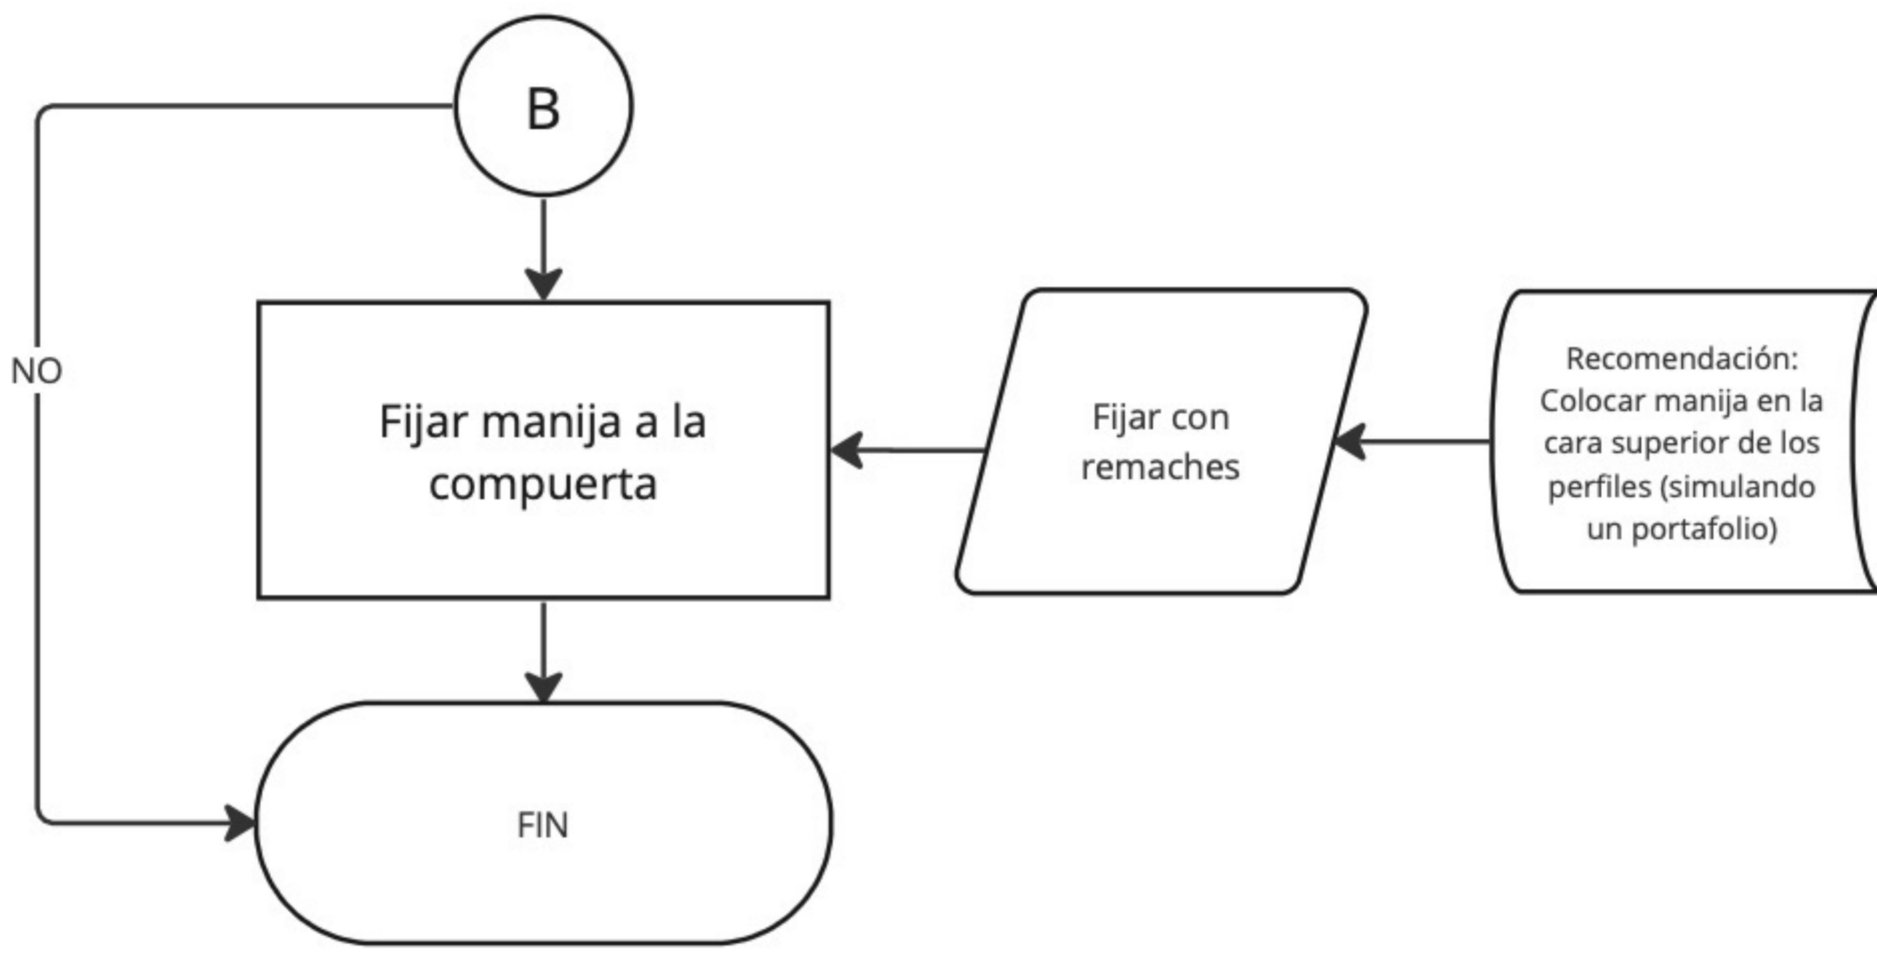 B
NO
Fijar manija a la
compuerta
Fijar con
remaches
Recomendación:
Colocar manija en la
cara superior de los
perfiles (simulando
un portafolio)
FIN